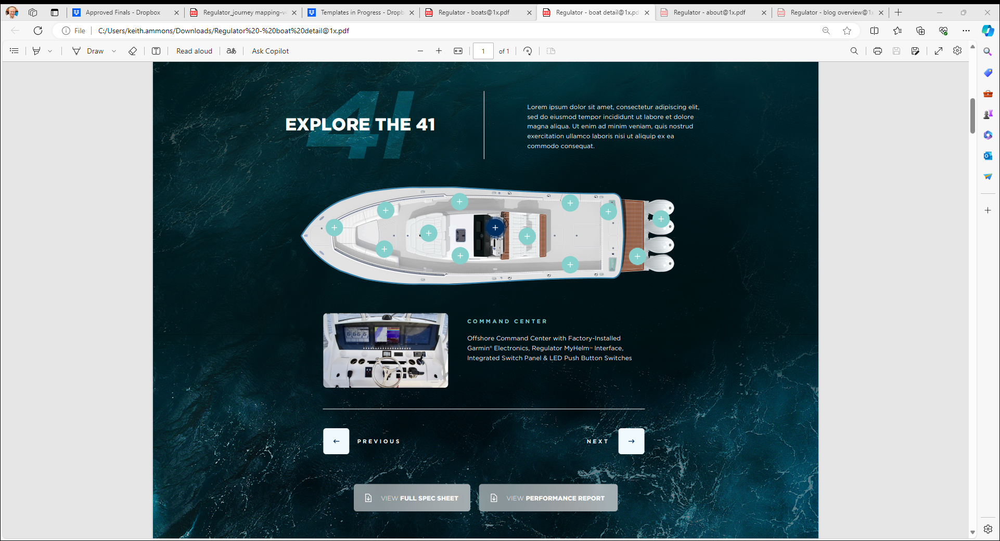 Approved Finals - Dropbox
Regulator_journey mapping-v
Templates in Progress - Dropb
Regulator - boats@1x.pdf
Regulator - boat detail@1x.pd
Regulator - about@1x.pdf
Regulator - blog overview@1
File
C:/Users/keith.ammons/Downloads/Regulator%20-%20boat%20detail@1x.pdf
Draw
Read aloud
aあ
Ask Copilot
1
of 1
41
EXPLORE THE 41
Lorem ipsum dolor sit amet, consectetur adipiscing elit,
sed do eiusmod tempor incididunt ut labore et dolore
magna aliqua. Ut enim ad minim veniam, quis nostrud
exercitation ullamco laboris nisi ut aliquip ex ea
commodo consequat.
COMMAND CENTER
Offshore Command Center with Factory-Installed
Garmin® Electronics, Regulator MyHelm™ Interface,
Integrated Switch Panel & LED Push Button Switches
PREVIOUS
NEXT
VIEW FULL SPEC SHEET
VIEW PERFORMANCE REPORT